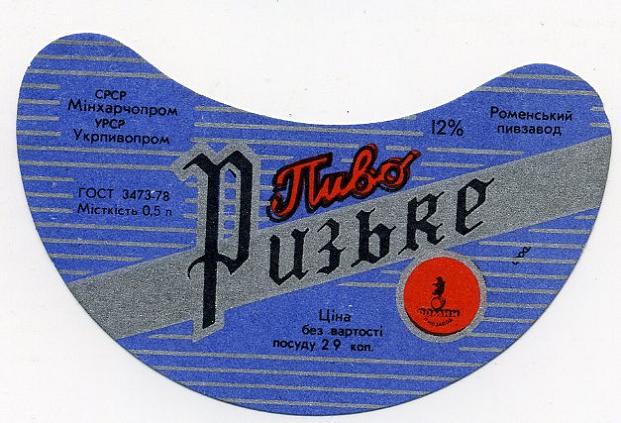 СРСР
Мінхарчопром
УРСР
Укрпивопром
12%
Роменський
пивзавод
ГОСТ 3473-78
Місткість 0,5 л
Пиво
Ризьке
Ціна
без вартості
посуду 29 коп.